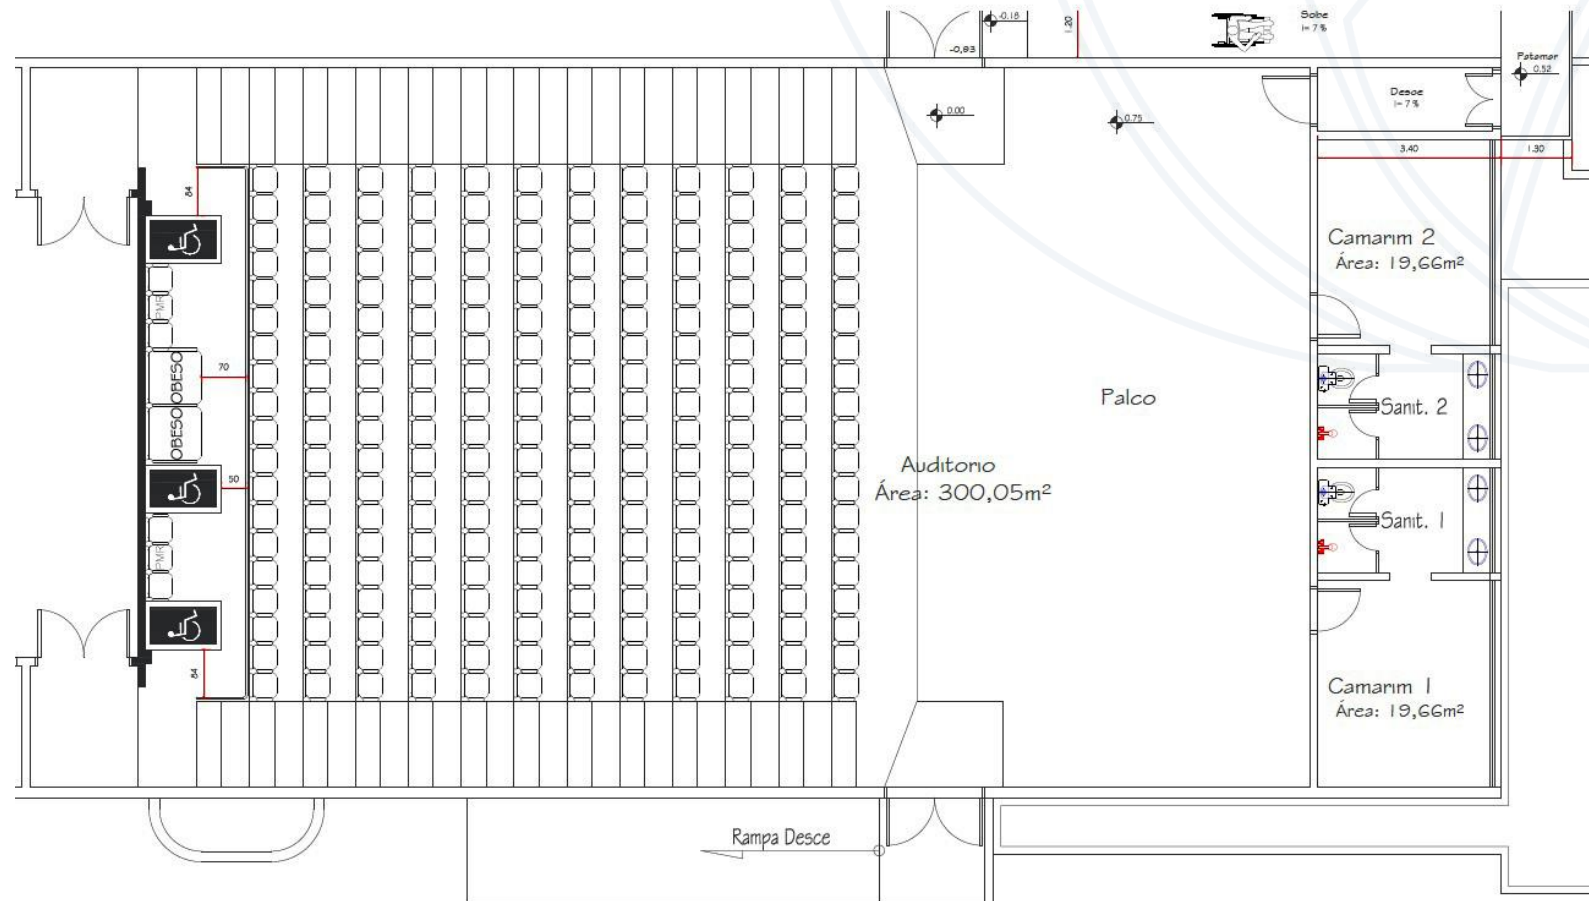 -0.18
1.20
Sobe
i= 7 %
-0,93
Patamar
0.52
Desce
i= 7 %
0.00
0.75
3.40
1.30
84
Camarim 2
Área: 19,66m²
PMR
OBESO
70
Palco
Sanit. 2
OBESO
Auditorio
Área: 300,05m²
50
Sanit. 1
PMR
84
Camarim 1
Área: 19,66m²
Rampa Desce